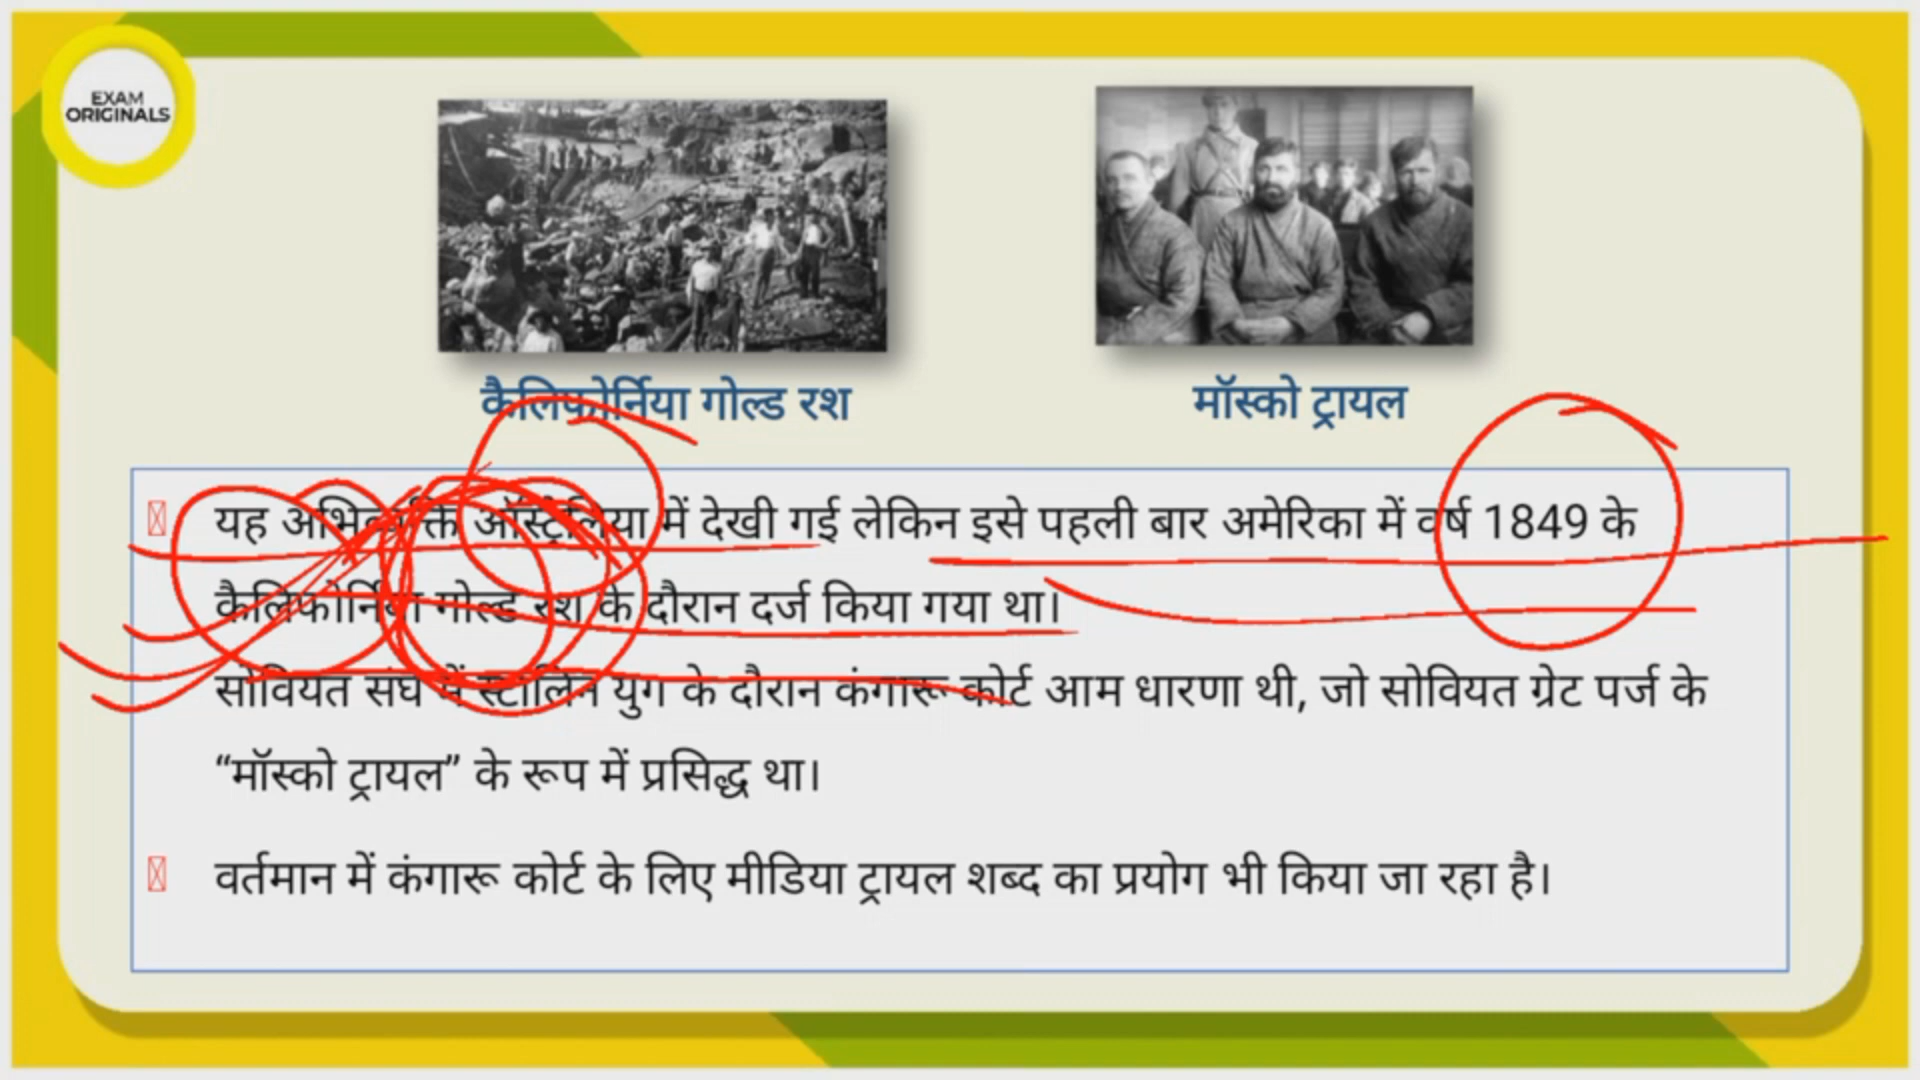 EXAM
ORIGINALS
कैलिफोर्निया गोल्ड रश
मॉस्को ट्रायल
यह अभिव्यक्ति ऑस्ट्रेलिया में देखी गई लेकिन इसे पहली बार अमेरिका में वर्ष 1849 के
कैलिफोर्निया गोल्ड रश के दौरान दर्ज किया गया था।
सोवियत संघ में स्टालिन युग के दौरान कंगारू कोर्ट आम धारणा थी, जो सोवियत ग्रेट पर्ज के
“मॉस्को ट्रायल” के रूप में प्रसिद्ध था।
वर्तमान में कंगारू कोर्ट के लिए मीडिया ट्रायल शब्द का प्रयोग भी किया जा रहा है।